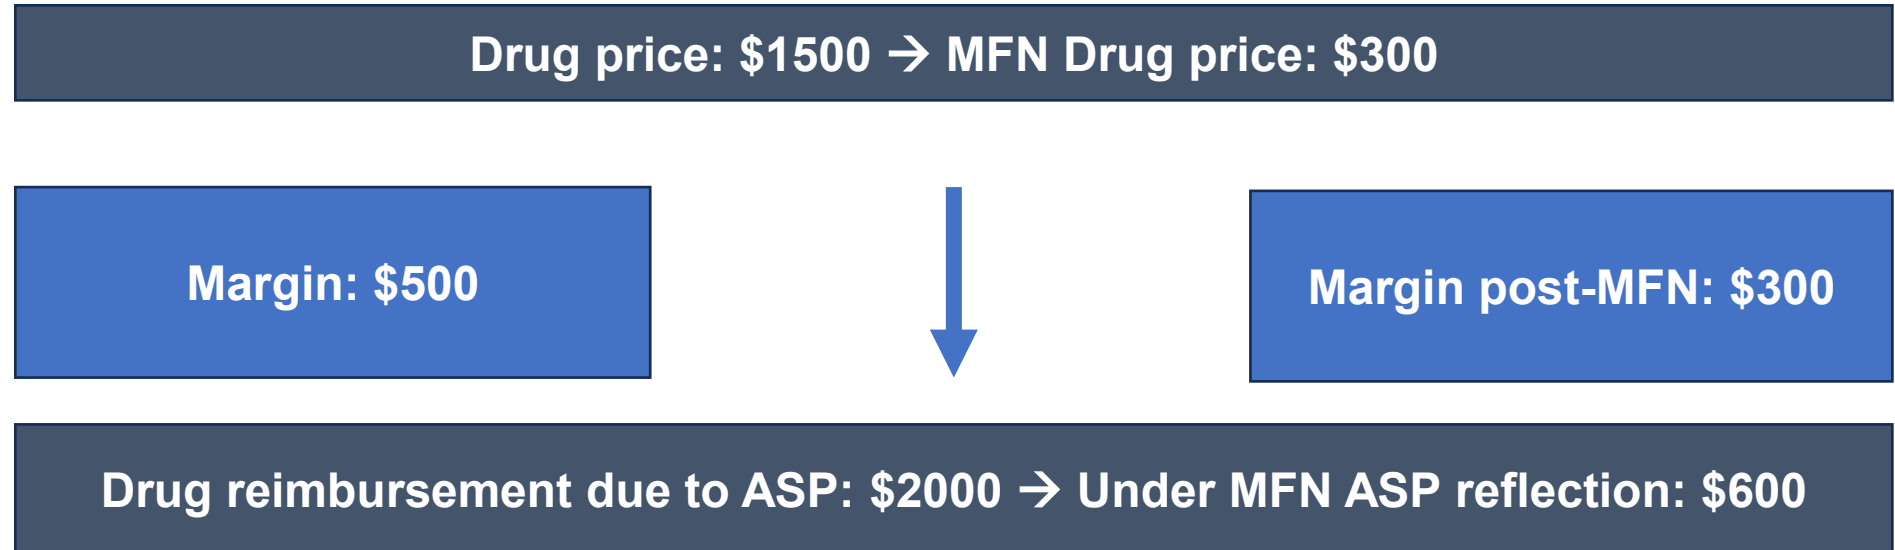 Drug price: $1500 → MFN Drug price: $300
Margin: $500
Margin post-MFN: $300
Drug reimbursement due to ASP: $2000 → Under MFN ASP reflection: $600